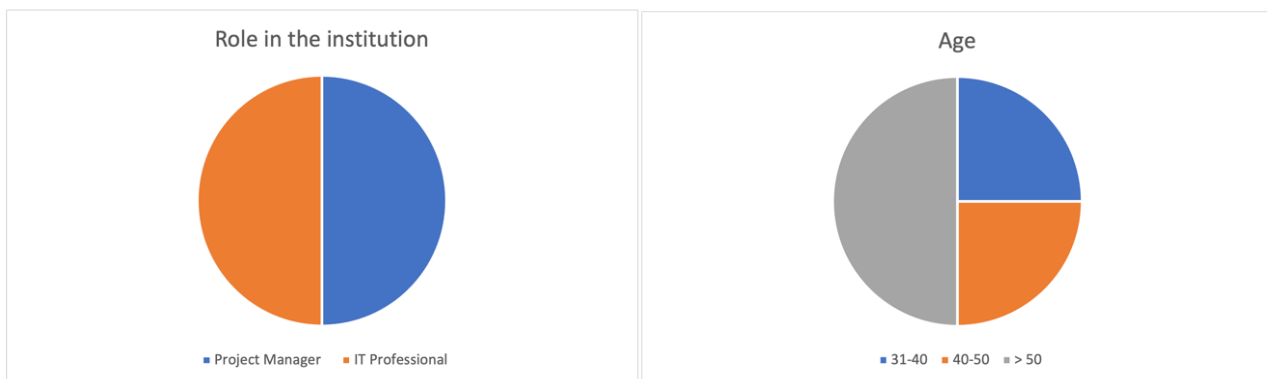 Role in the institution
Project Manager IT Professional
Age
31-40 40-50 > 50